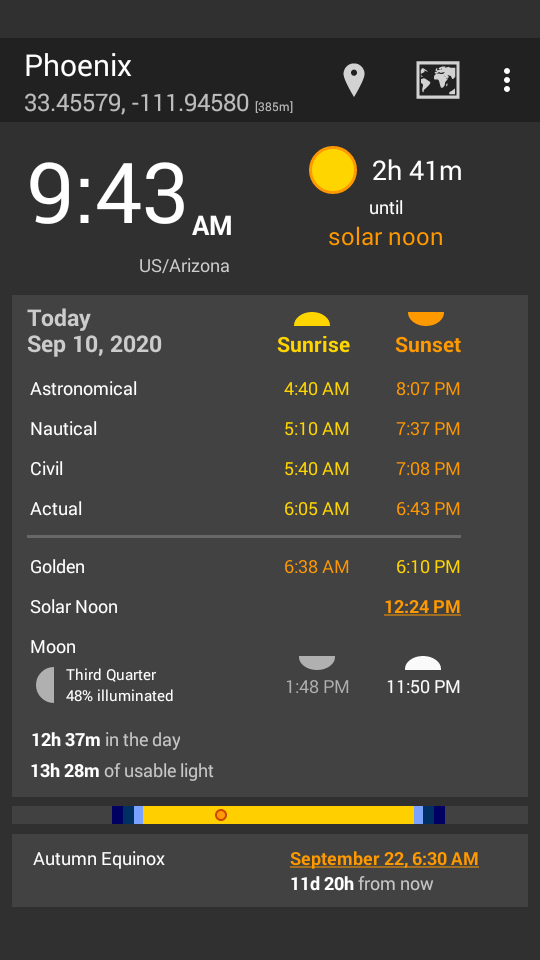 Phoenix
33.45579, -111.94580 [385m]
9:43 AM
US/Arizona
2h 41m
until
solar noon
Today
Sep 10, 2020
Sunrise Sunset
Astronomical 4:40 AM 8:07 PM
Nautical 5:10 AM 7:37 PM
Civil 5:40 AM 7:08 PM
Actual 6:05 AM 6:43 PM
Golden 6:38 AM 6:10 PM
Solar Noon 12:24 PM
Moon
Third Quarter
48% illuminated
1:48 PM 11:50 PM
12h 37m in the day
13h 28m of usable light
Autumn Equinox September 22, 6:30 AM
11d 20h from now